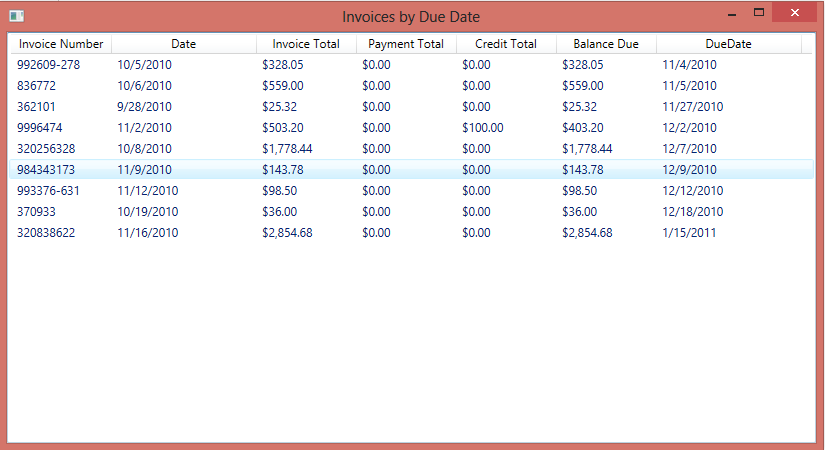 Invoices by Due Date
Invoice Number Date Invoice Total Payment Total Credit Total Balance Due DueDate
992609-278 10/5/2010 $328.05 $0.00 $0.00 $328.05 11/4/2010
836772 10/6/2010 $559.00 $0.00 $0.00 $559.00 11/5/2010
362101 9/28/2010 $25.32 $0.00 $0.00 $25.32 11/27/2010
9996474 11/2/2010 $503.20 $0.00 $100.00 $403.20 12/2/2010
320256328 10/8/2010 $1,778.44 $0.00 $0.00 $1,778.44 12/7/2010
984343173 11/9/2010 $143.78 $0.00 $0.00 $143.78 12/9/2010
993376-631 11/12/2010 $98.50 $0.00 $0.00 $98.50 12/12/2010
370933 10/19/2010 $36.00 $0.00 $0.00 $36.00 12/18/2010
320838622 11/16/2010 $2,854.68 $0.00 $0.00 $2,854.68 1/15/2011